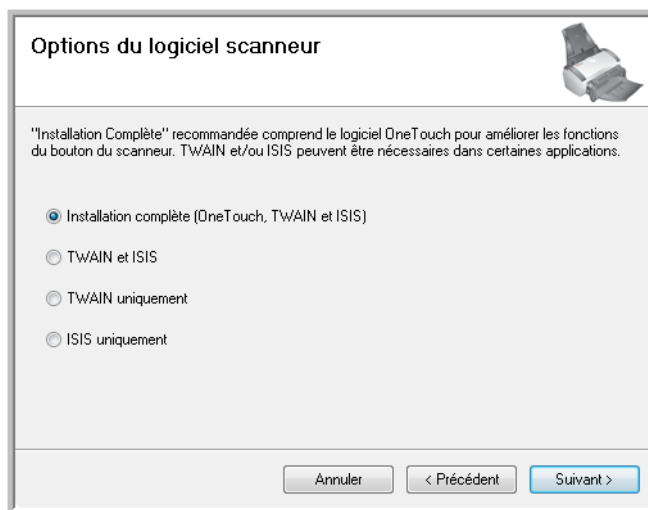 Options du logiciel scanneur
"Installation Complète" recommandée comprend le logiciel OneTouch pour améliorer les fonctions
du bouton du scanneur. TWAIN et/ou ISIS peuvent être nécessaires dans certaines applications.
Installation complète (OneTouch, TWAIN et ISIS)
TWAIN et ISIS
TWAIN uniquement
ISIS uniquement
Annuler
< Précédent
Suivant >